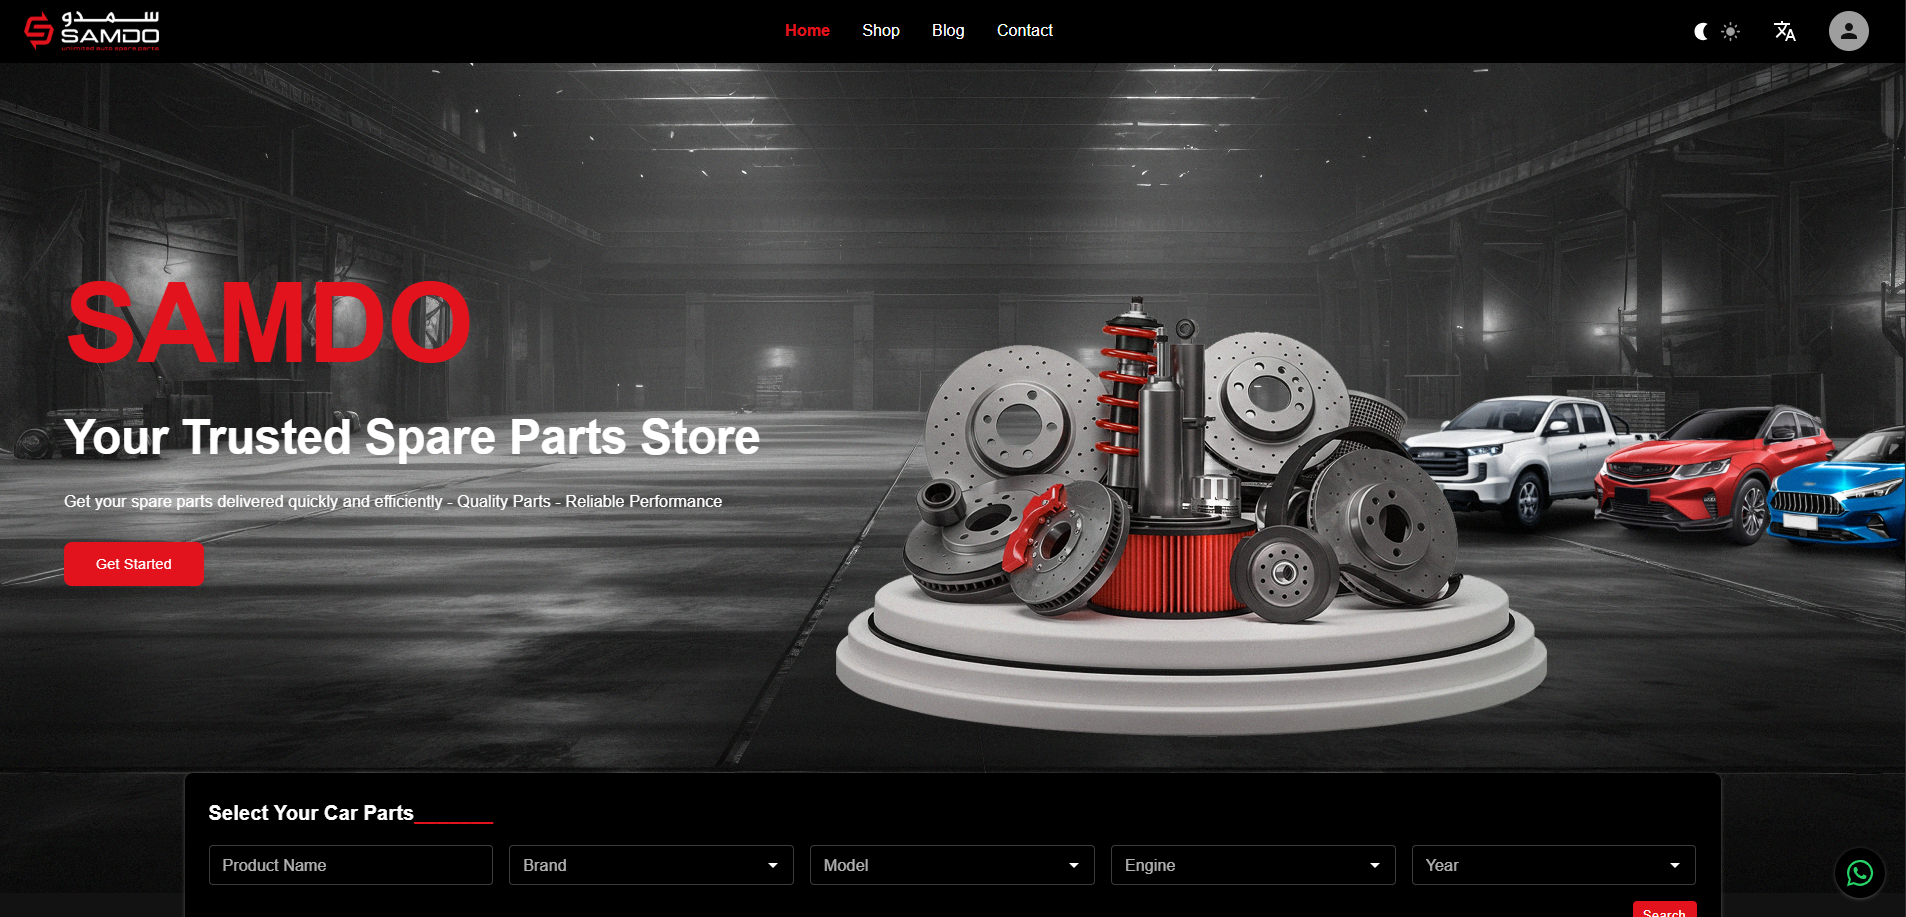 سمدو
SAMDO
unlimited auto spare parts
Home
Shop
Blog
Contact
SAMDO
Your Trusted Spare Parts Store
Get your spare parts delivered quickly and efficiently - Quality Parts - Reliable Performance
Get Started
Select Your Car Parts
Product Name
Brand
Model
Engine
Year
Search